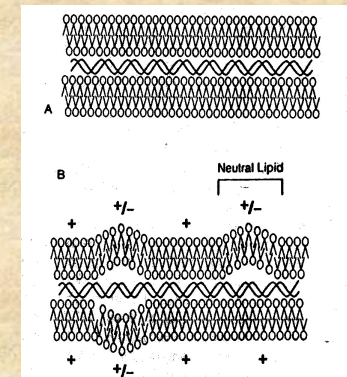 A
B
Neutral Lipid
+/– +/–
+ +
+ + +
+/–